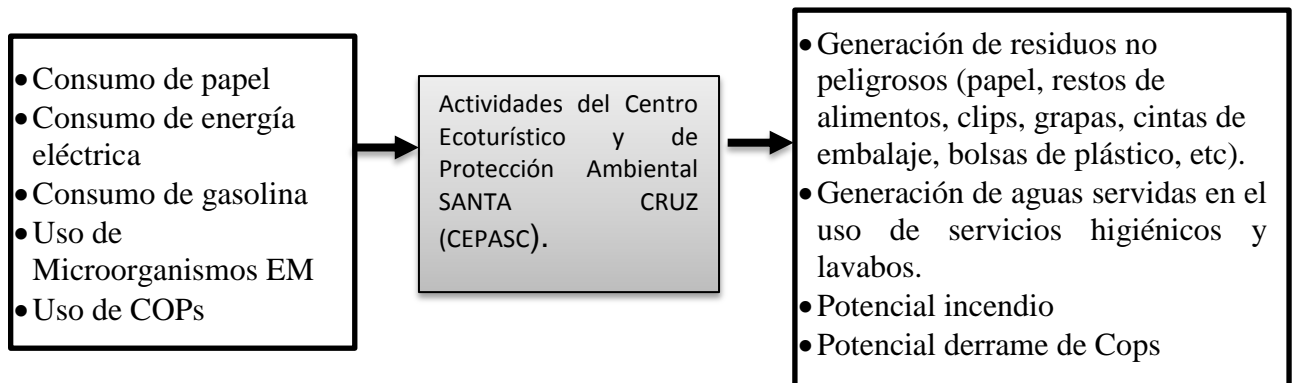 • Consumo de papel
• Consumo de energía
eléctrica
• Consumo de gasolina
• Uso de
Microorganismos EM
• Uso de COPs
Actividades del Centro
Ecoturístico y de
Protección Ambiental
SANTA CRUZ
(CEPASC).
• Generación de residuos no
peligrosos (papel, restos de
alimentos, clips, grapas, cintas de
embalaje, bolsas de plástico, etc).
• Generación de aguas servidas en el
uso de servicios higiénicos y
lavabos.
• Potencial incendio
• Potencial derrame de Cops